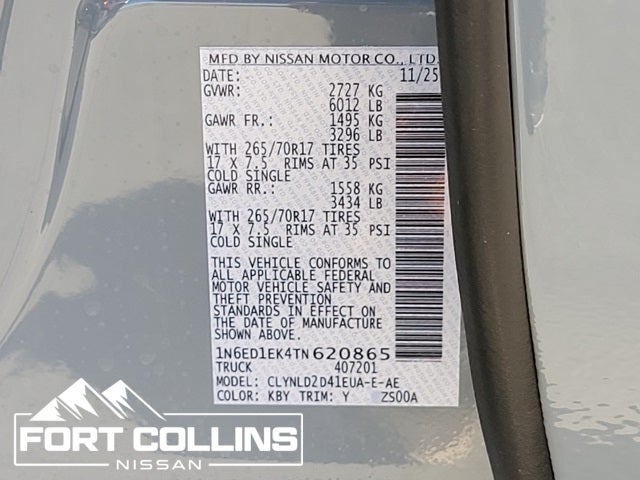 MFD BY NISSAN MOTOR CO., LTD.
DATE: 11/25
GVWR: 2727 KG
6012 LB
GAWR FR.: 1495 KG
3296 LB
WITH 265/70R17 TIRES
17 X 7.5 RIMS AT 35 PSI
COLD SINGLE
GAWR RR.: 1558 KG
3434 LB
WITH 265/70R17 TIRES
17 X 7.5 RIMS AT 35 PSI
COLD SINGLE
THIS VEHICLE CONFORMS TO
ALL APPLICABLE FEDERAL
MOTOR VEHICLE SAFETY AND
THEFT PREVENTION
STANDARDS IN EFFECT ON
THE DATE OF MANUFACTURE
SHOWN ABOVE.
1N6ED1EK4TN620865
TRUCK 407201
MODEL: CLYNLD2D41EUA-E-AE
COLOR: KBY TRIM: Y ZS00A
FORT COLLINS
NISSAN